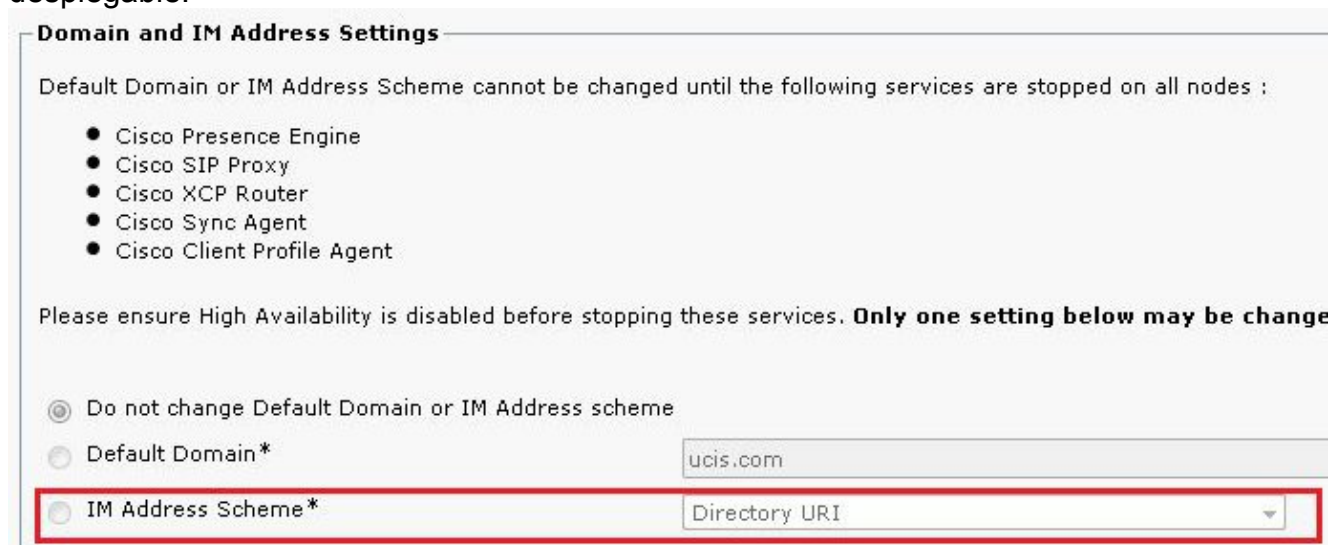 desplegable.
Domain and IM Address Settings
Default Domain or IM Address Scheme cannot be changed until the following services are stopped on all nodes :
● Cisco Presence Engine
● Cisco SIP Proxy
● Cisco XCP Router
● Cisco Sync Agent
● Cisco Client Profile Agent
Please ensure High Availability is disabled before stopping these services. Only one setting below may be change
Do not change Default Domain or IM Address scheme
Default Domain* ucis.com
IM Address Scheme* Directory URI